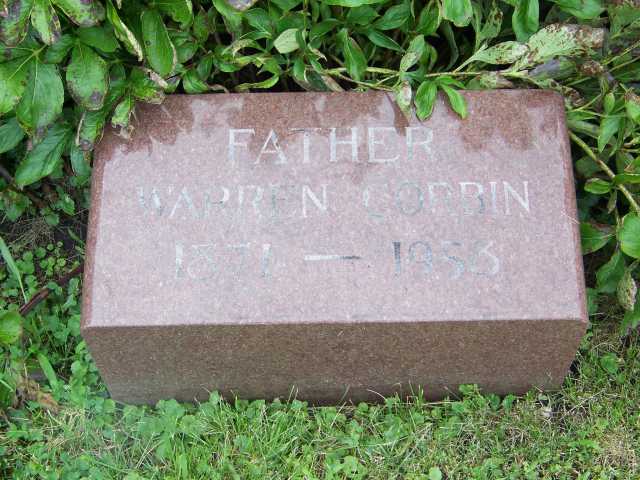 FATHER
WARREN CORBIN
1871 — 1956